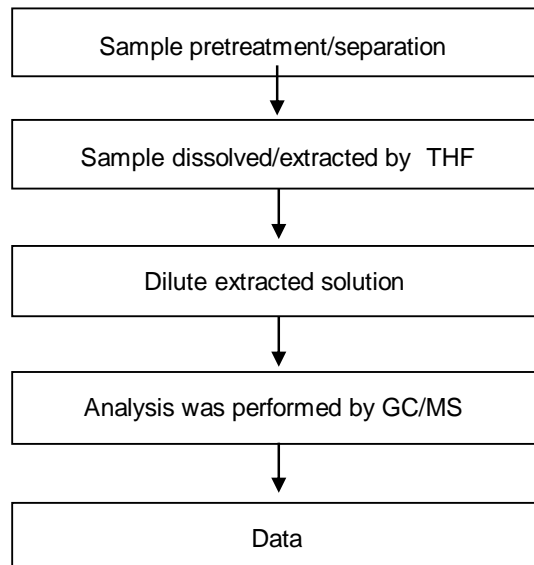 Sample pretreatment/separation
Sample dissolved/extracted by THF
Dilute extracted solution
Analysis was performed by GC/MS
Data